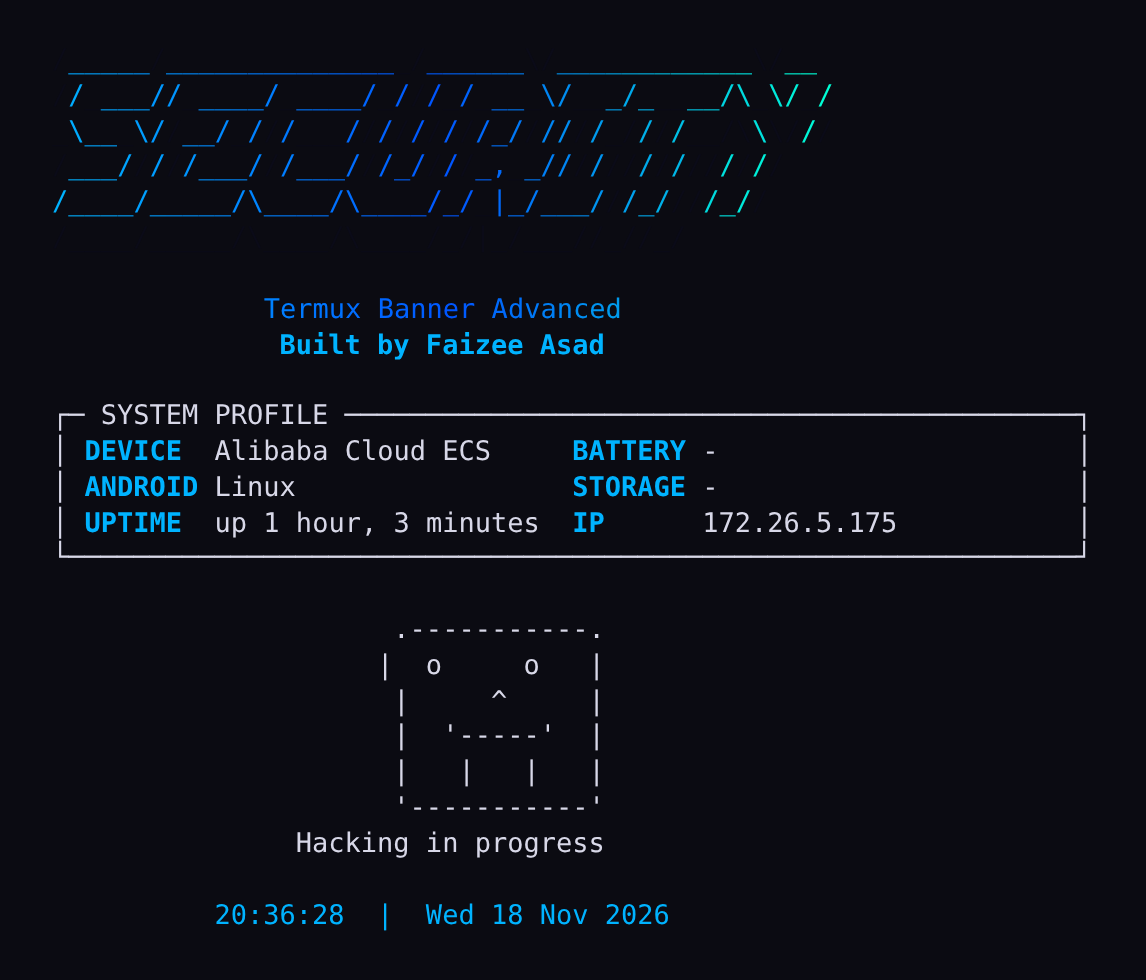 SECURITY
Termux Banner Advanced
Built by Faizee Asad
SYSTEM PROFILE
DEVICE Alibaba Cloud ECS BATTERY -
ANDROID Linux STORAGE -
UPTIME up 1 hour, 3 minutes IP 172.26.5.175
Hacking in progress
20:36:28 | Wed 18 Nov 2026